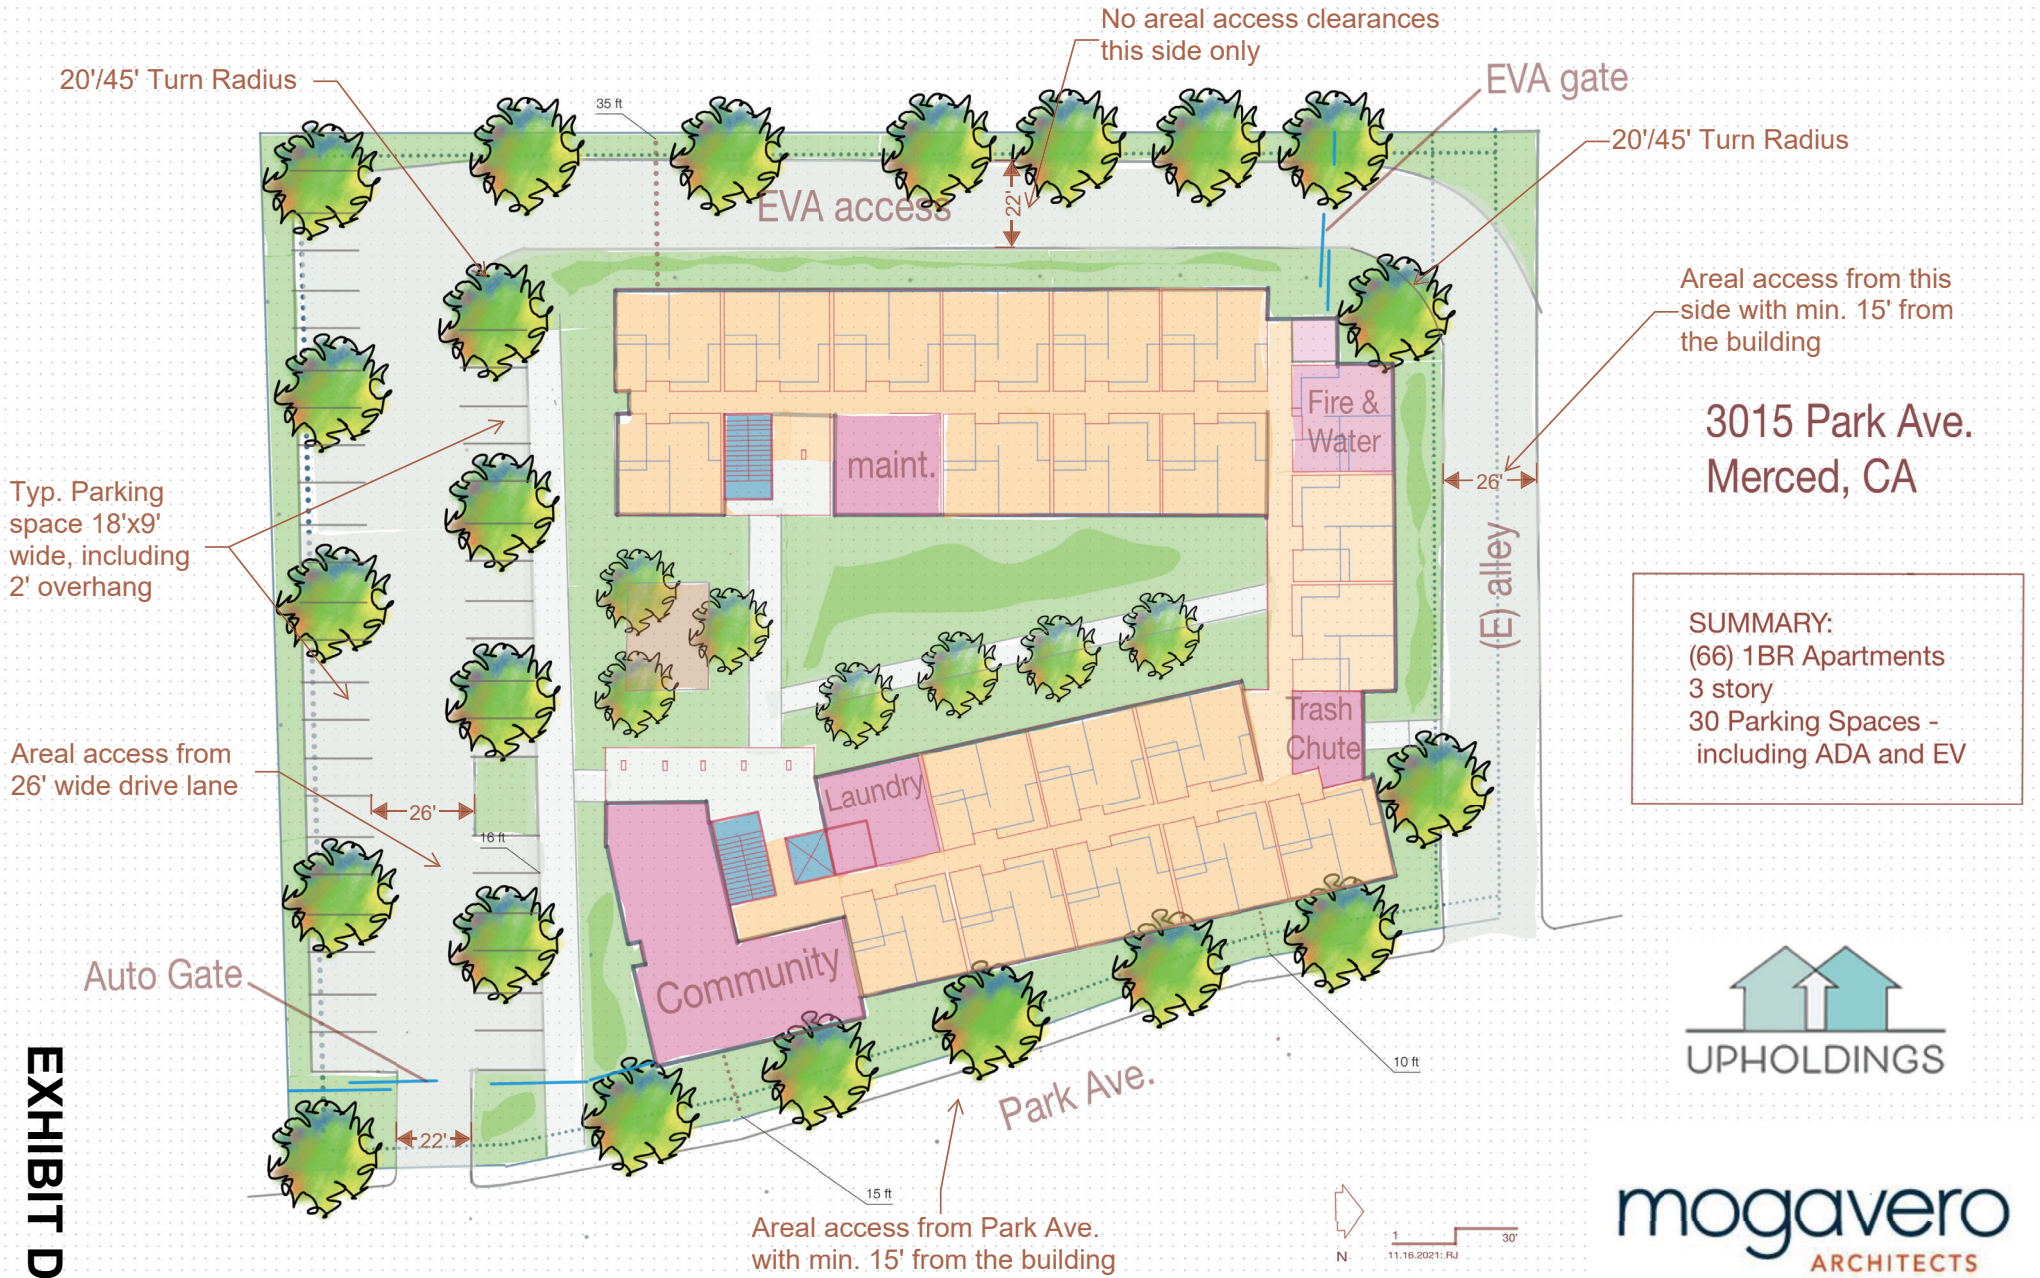 No areal access clearances
this side only
20'/45' Turn Radius
35 ft
EVA gate
20'/45' Turn Radius
EVA access
22'
Areal access from this
side with min. 15' from
the building
3015 Park Ave.
Merced, CA
Fire &
Water
maint.
26'
(E) alley
Typ. Parking
space 18'x9'
wide, including
2' overhang
SUMMARY:
(66) 1BR Apartments
3 story
30 Parking Spaces -
including ADA and EV
Trash
Chute
Areal access from
26' wide drive lane
26'
16 ft
Laundry
Auto Gate
Community
UPHOLDINGS
10 ft
Park Ave.
22'
15 ft
Areal access from Park Ave.
with min. 15' from the building
N
1
30'
11.16.2021: RJ
mogavero
ARCHITECTS
EXHIBIT D